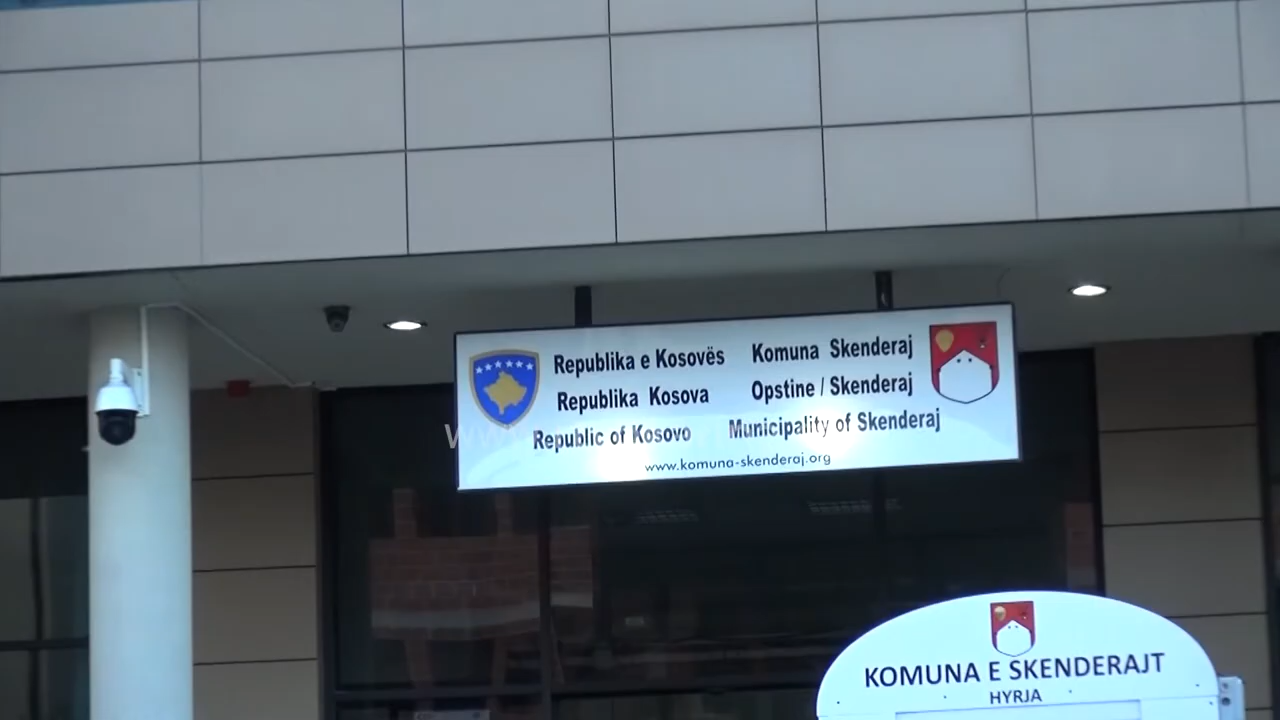 Republika e Kosovës Komuna Skenderaj
Republika Kosova Opstine / Skenderaj
Republic of Kosovo Municipality of Skenderaj
www.komuna-skenderaj.org
KOMUNA E SKENDERAJT
HYRJA